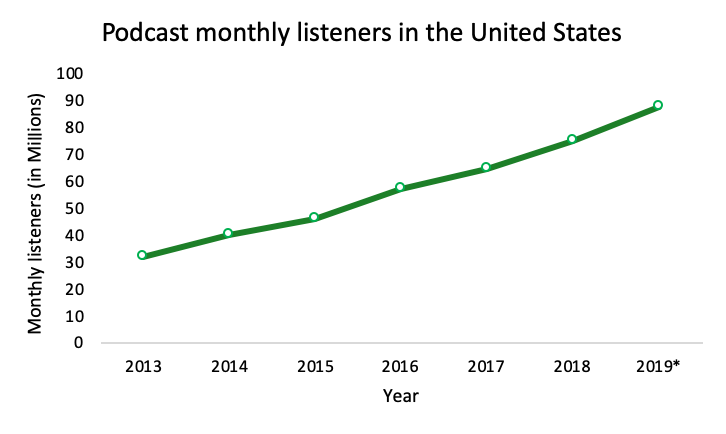 Podcast monthly listeners in the United States
Monthly listeners (in Millions)
100
90
80
70
60
50
40
30
20
10
0
2013 2014 2015 2016 2017 2018 2019*
Year